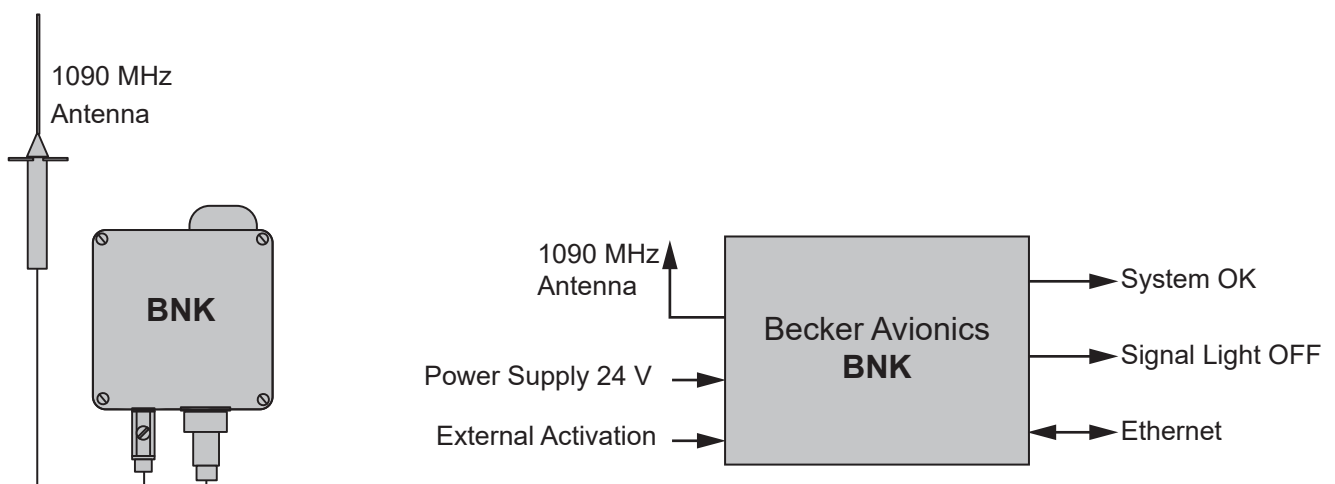 1090 MHz
Antenna
BNK
1090 MHz
Antenna
Power Supply 24 V
External Activation
Becker Avionics
BNK
System OK
Signal Light OFF
Ethernet